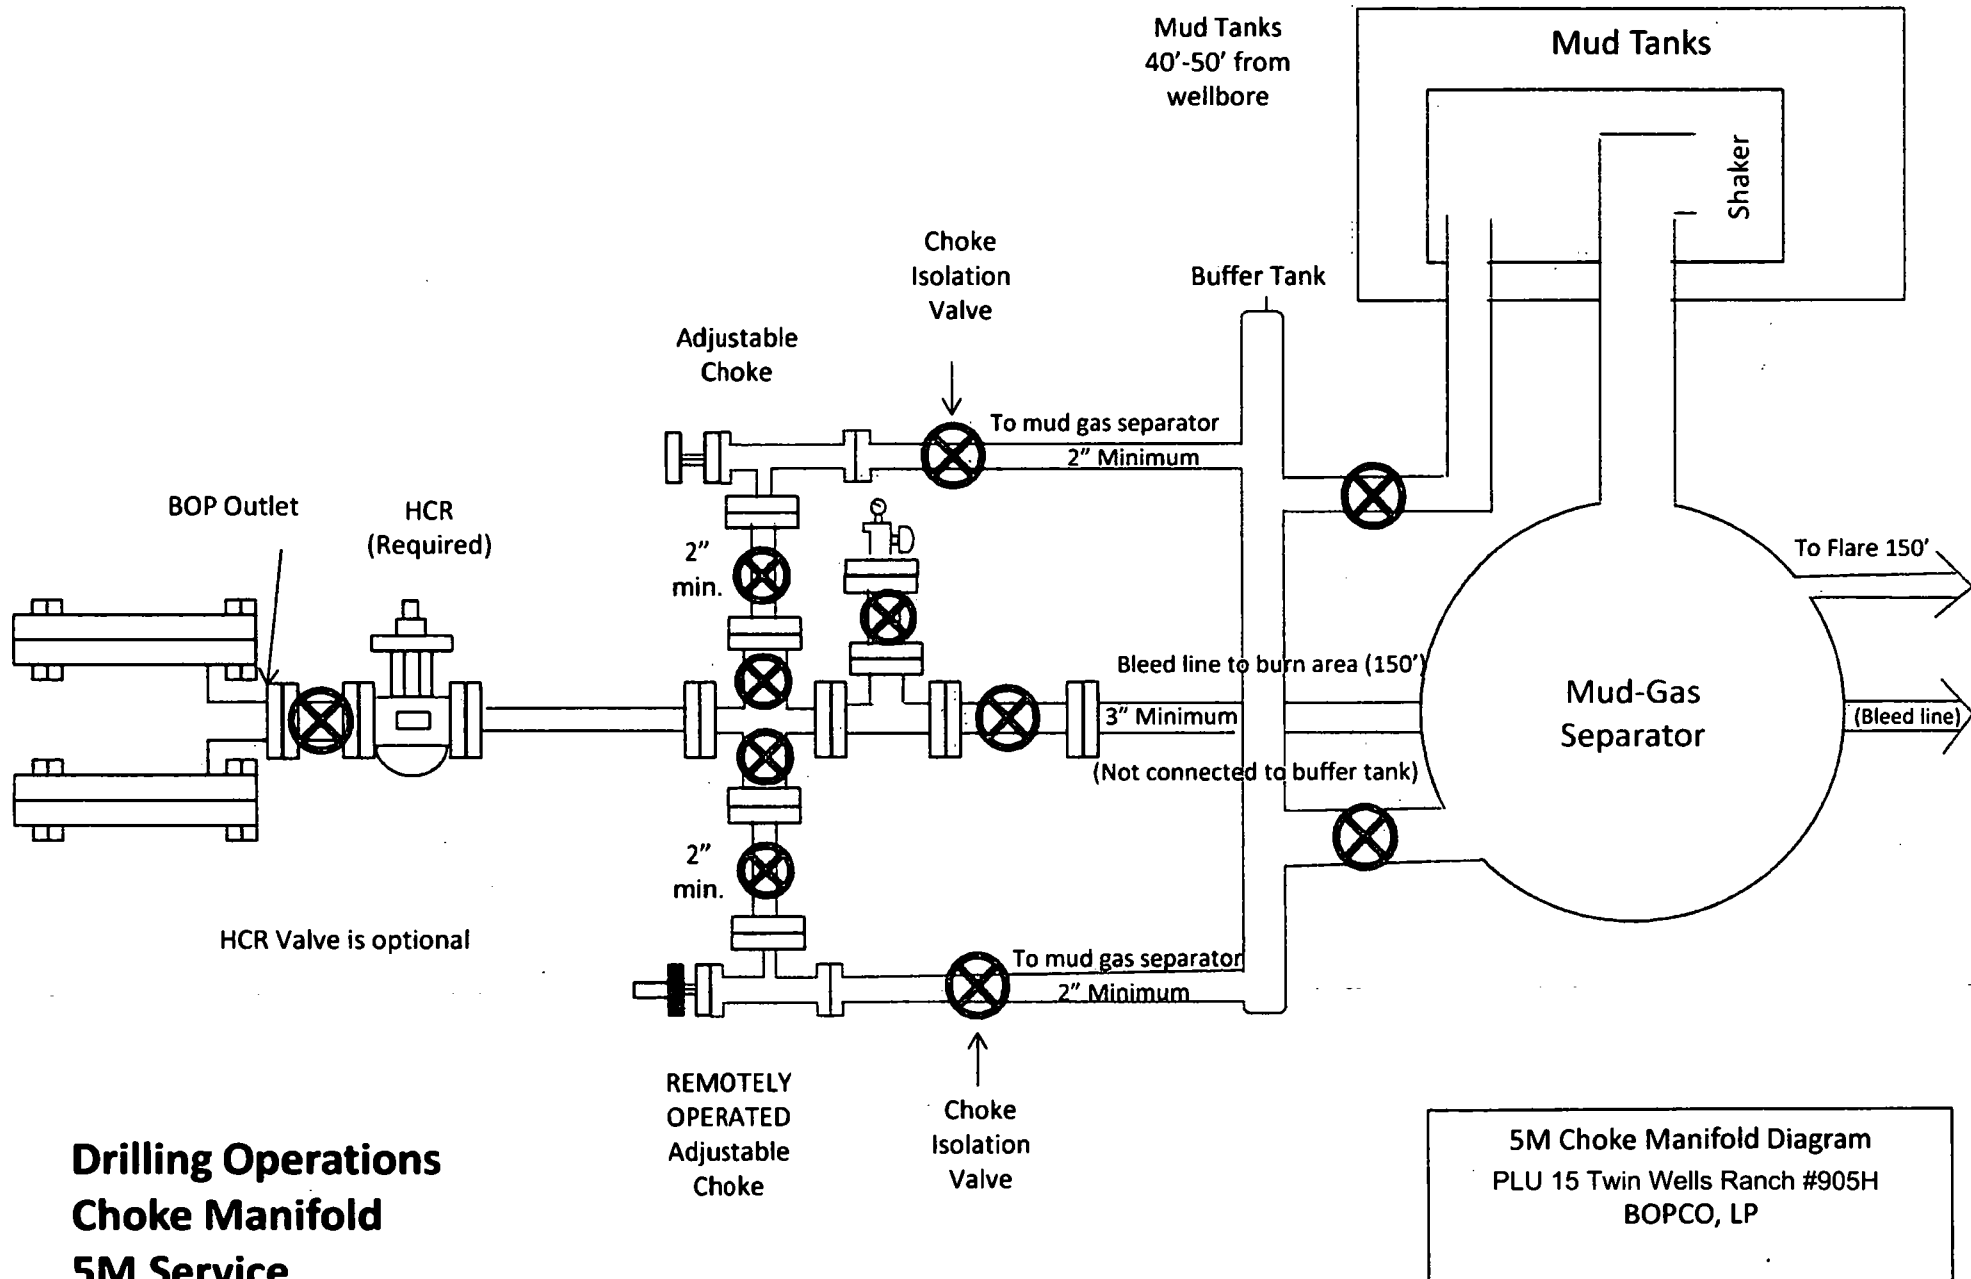 Mud Tanks
40’-50’ from
wellbore
Mud Tanks
Shaker
Choke
Isolation
Valve
Buffer Tank
Adjustable
Choke
To mud gas separator
2” Minimum
BOP Outlet
HCR
(Required)
2”
min.
To Flare 150’
Bleed line to burn area (150’)
3” Minimum
(Not connected to buffer tank)
Mud-Gas
Separator
(Bleed line)
2”
min.
HCR Valve is optional
To mud gas separator
2” Minimum
REMOTELY
OPERATED
Adjustable
Choke
Choke
Isolation
Valve
Drilling Operations
Choke Manifold
5M Service
5M Choke Manifold Diagram
PLU 15 Twin Wells Ranch #905H
BOPCO, LP